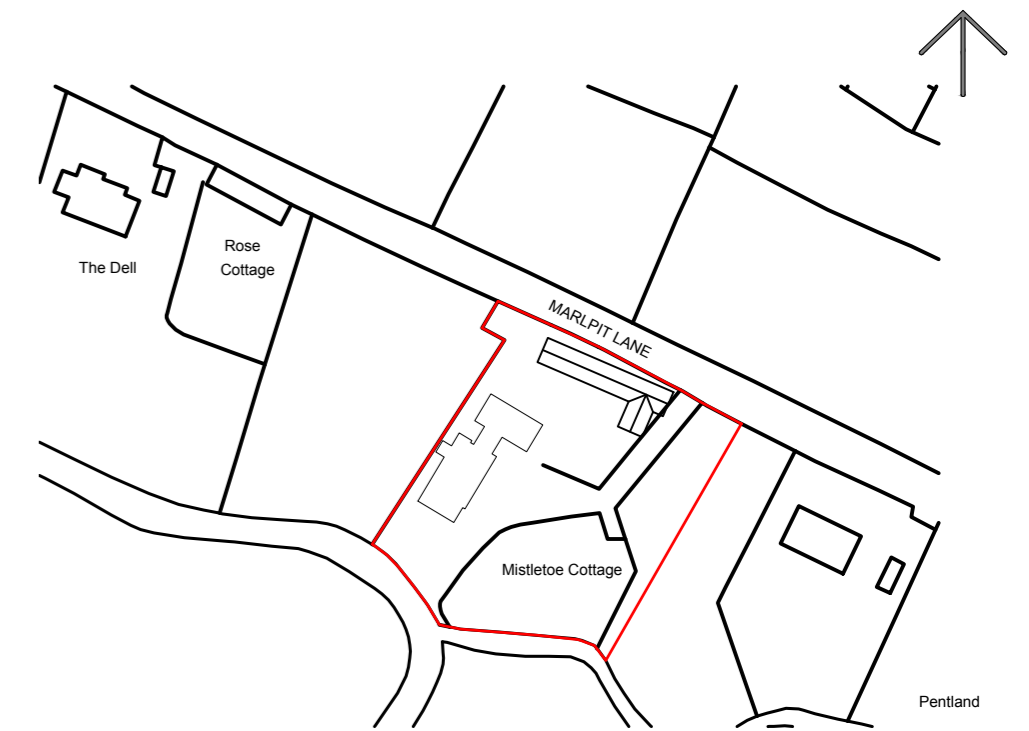 Rose
Cottage
The Dell
MARLPIT LANE
Mistletoe Cottage
Pentland